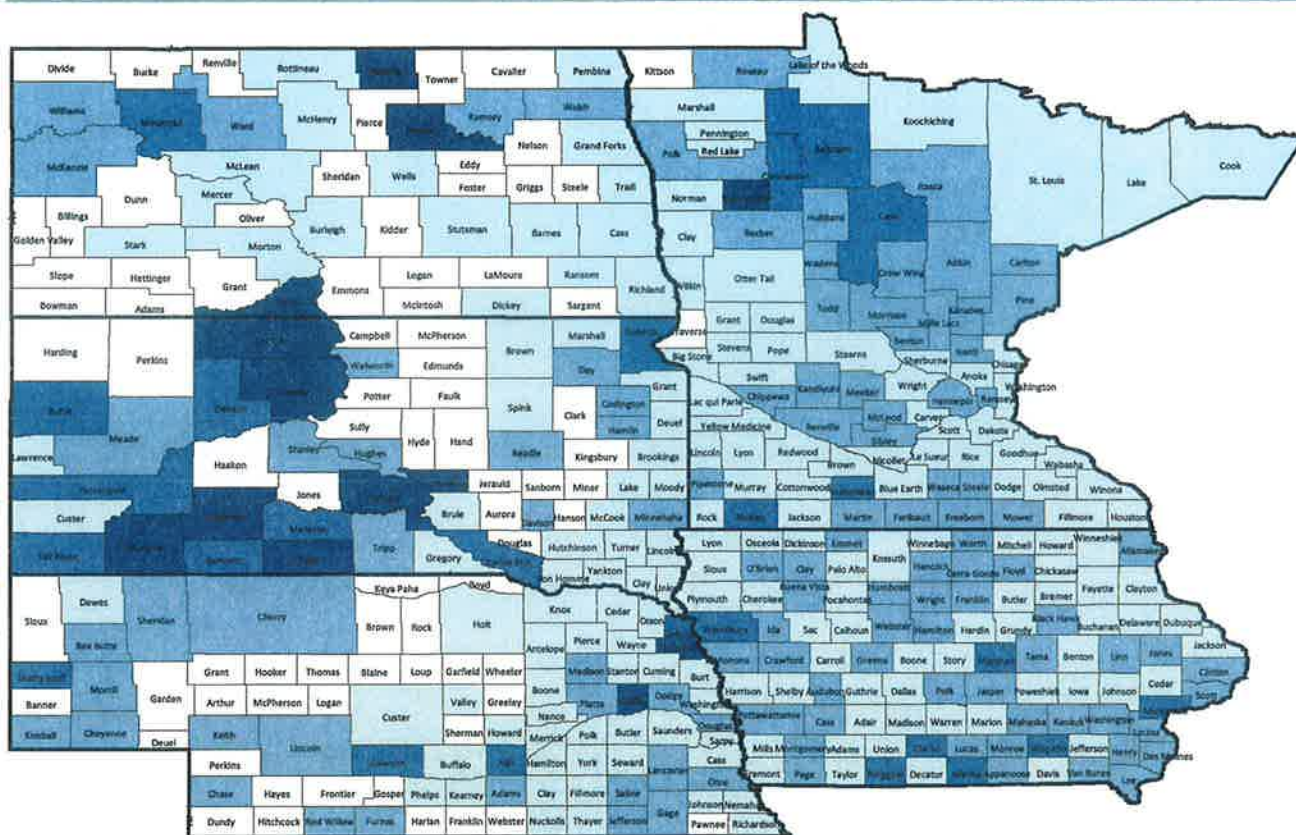 Divide
Burke
Renville
Bottineau
Towner
Cavalier
Pembina
Kittson
Roseau
Lake of the Woods
Williams
Ward
McHenry
Pierce
Ramsey
Walsh
Marshall
Koochiching
Pennington
Red Lake
Polk
Beltrami
McKenzie
McLean
Sheridan
Wells
Eddy
Foster
Nelson
Grand Forks
Griggs
Steele
Traill
Norman
Itasca
St. Louis
Lake
Cook
Dunn
Mercer
Oliver
Billings
Golden Valley
Stark
Morton
Burleigh
Kidder
Stutsman
Barnes
Cass
Clay
Becker
Hubbard
Cass
Wadena
Crow Wing
Aitkin
Carlton
Slope
Hettinger
Grant
Emmons
Logan
LaMoure
Ransom
Richland
Wilkin
Otter Tail
Todd
Morrison
Mille Lacs
Kanabec
Pine
Bowman
Adams
McIntosh
Dickey
Sargent
Harding
Perkins
Campbell
McPherson
Brown
Marshall
Roberts
Traverse
Grant
Douglas
Walworth
Edmunds
Day
Big Stone
Stevens
Pope
Stearns
Benton
Sherburne
Isanti
Chisago
Anoka
Washington
Butte
Dewey
Potter
Faulk
Spink
Clark
Codington
Grant
Hamlin
Deuel
Swift
Lac qui Parle
Chippewa
Kandiyohi
Meeker
Wright
Hennepin
Ramsey
Meade
Sully
Hyde
Hand
Yellow Medicine
Renville
McLeod
Carver
Scott
Dakota
Sibley
Lawrence
Haakon
Stanley
Hughes
Beadle
Kingsbury
Brookings
Lincoln
Lyon
Redwood
Brown
Nicollet
Le Sueur
Rice
Goodhue
Wabasha
Pennington
Jones
Jerauld
Sanborn
Miner
Lake
Moody
Pipestone
Murray
Cottonwood
Watonwan
Blue Earth
Waseca
Steele
Dodge
Olmsted
Winona
Custer
Brule
Aurora
Davison
Hanson
McCook
Minnehaha
Rock
Nobles
Jackson
Martin
Faribault
Freeborn
Mower
Fillmore
Houston
Fall River
Bennett
Tripp
Gregory
Douglas
Charles Mix
Hutchinson
Turner
Lincoln
Bon Homme
Yankton
Clay
Union
Lyon
Osceola
Dickinson
Emmet
Kossuth
Winnebago
Worth
Mitchell
Howard
Winneshiek
Allamakee
Sioux
O'Brien
Clay
Palo Alto
Hancock
Cerro Gordo
Floyd
Chickasaw
Sioux
Dawes
Sheridan
Cherry
Keya Paha
Boyd
Knox
Cedar
Dixon
Plymouth
Cherokee
Buena Vista
Pocahontas
Humboldt
Wright
Franklin
Butler
Bremer
Fayette
Clayton
Box Butte
Brown
Rock
Holt
Antelope
Pierce
Wayne
Woodbury
Ida
Sac
Calhoun
Webster
Hamilton
Hardin
Grundy
Black Hawk
Buchanan
Delaware
Dubuque
Scotts Bluff
Morrill
Garden
Grant
Hooker
Thomas
Blaine
Loup
Garfield
Wheeler
Madison
Stanton
Cuming
Burt
Monona
Crawford
Carroll
Greene
Boone
Story
Marshall
Tama
Benton
Linn
Jones
Jackson
Banner
Arthur
McPherson
Logan
Custer
Valley
Greeley
Boone
Platte
Dodge
Washington
Harrison
Shelby
Audubon
Guthrie
Dallas
Polk
Jasper
Poweshiek
Iowa
Johnson
Cedar
Clinton
Scott
Kimball
Cheyenne
Deuel
Keith
Lincoln
Sherman
Howard
Nance
Merrick
Polk
Butler
Saunders
Douglas
Sarpy
Pottawattamie
Cass
Adair
Madison
Warren
Marion
Mahaska
Keokuk
Washington
Louisa
Perkins
Dawson
Buffalo
Hall
Hamilton
York
Seward
Lancaster
Cass
Otoe
Mills
Montgomery
Adams
Union
Clarke
Lucas
Monroe
Wapello
Jefferson
Henry
Des Moines
Chase
Hayes
Frontier
Gosper
Phelps
Kearney
Adams
Clay
Fillmore
Saline
Gage
Johnson
Nemaha
Fremont
Page
Taylor
Ringgold
Decatur
Wayne
Appanoose
Davis
Van Buren
Lee
Dundy
Hitchcock
Red Willow
Furnas
Harlan
Franklin
Webster
Nuckolls
Thayer
Jefferson
Pawnee
Richardson